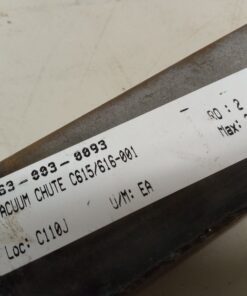 63-003-0093
VACUUM CHUTE C615/616-001
Loc: C110J U/M: EA
RO: 2
Max: